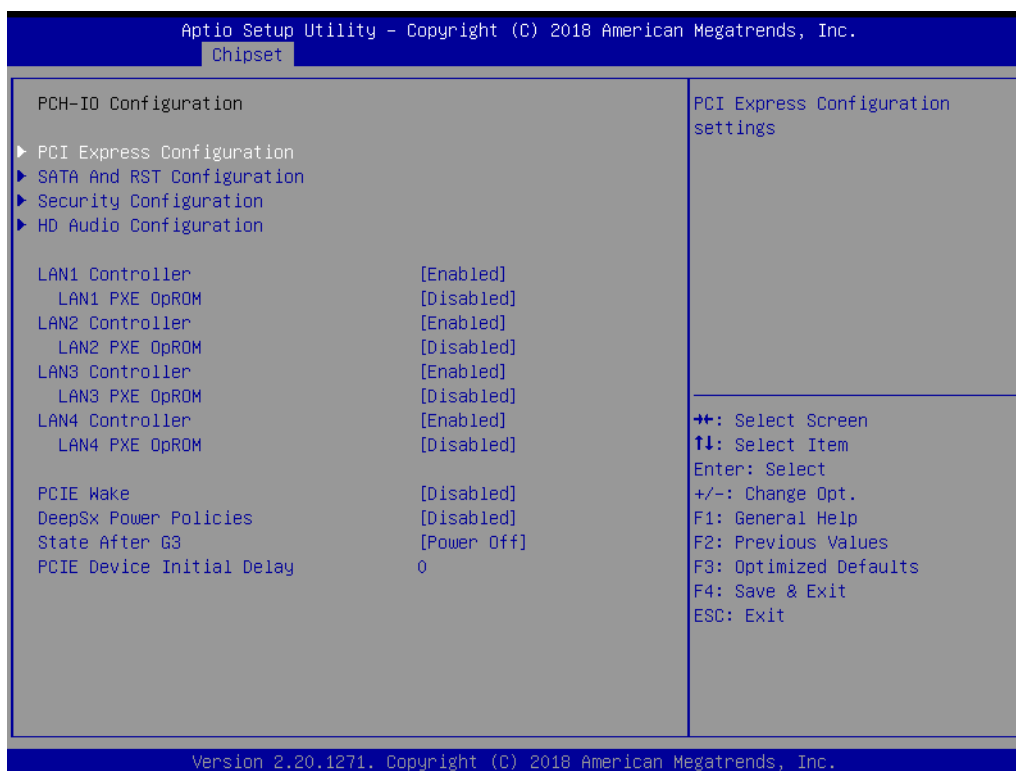 Aptio Setup Utility – Copyright (C) 2018 American Megatrends, Inc.
Chipset
PCH-IO Configuration
PCI Express Configuration
SATA And RST Configuration
Security Configuration
HD Audio Configuration
LAN1 Controller [Enabled]
LAN1 PXE OpROM [Disabled]
LAN2 Controller [Enabled]
LAN2 PXE OpROM [Disabled]
LAN3 Controller [Enabled]
LAN3 PXE OpROM [Disabled]
LAN4 Controller [Enabled]
LAN4 PXE OpROM [Disabled]
PCIE Wake [Disabled]
DeepSx Power Policies [Disabled]
State After G3 [Power Off]
PCIE Device Initial Delay 0
PCI Express Configuration
settings
→←: Select Screen
↑↓: Select Item
Enter: Select
+/-: Change Opt.
F1: General Help
F2: Previous Values
F3: Optimized Defaults
F4: Save & Exit
ESC: Exit
Version 2.20.1271. Copyright (C) 2018 American Megatrends, Inc.